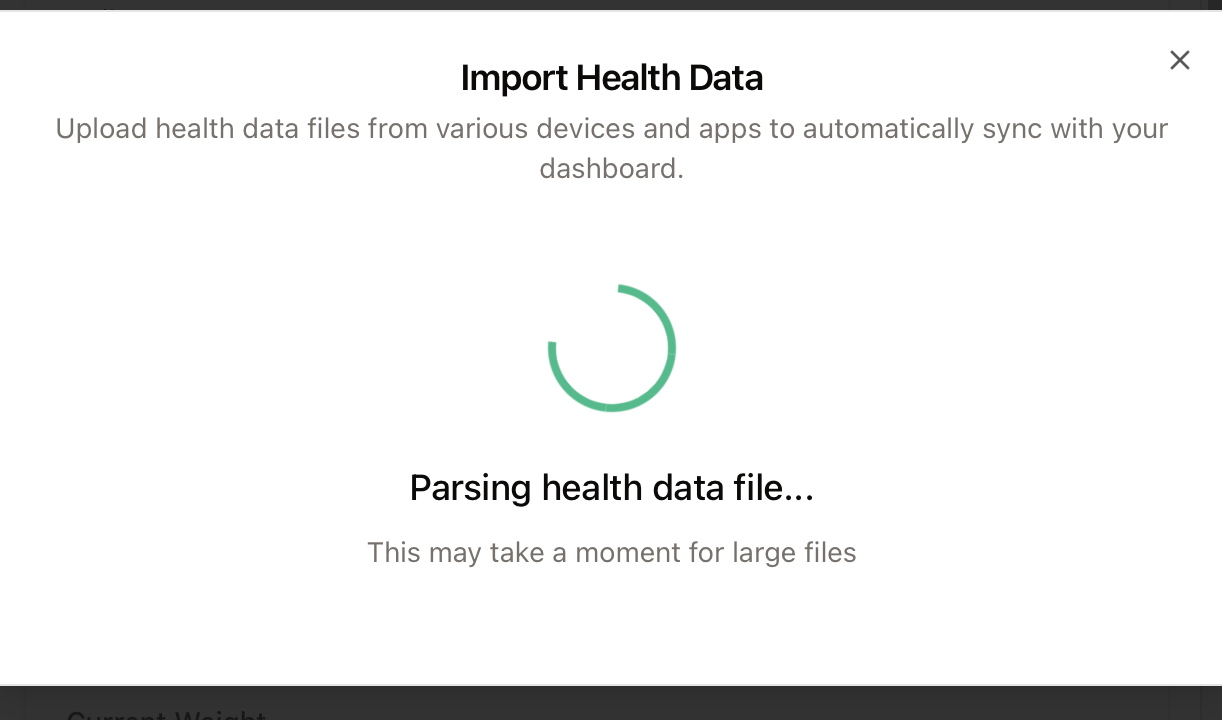 Import Health Data
Upload health data files from various devices and apps to automatically sync with your
dashboard.
Parsing health data file...
This may take a moment for large files
Current Weight